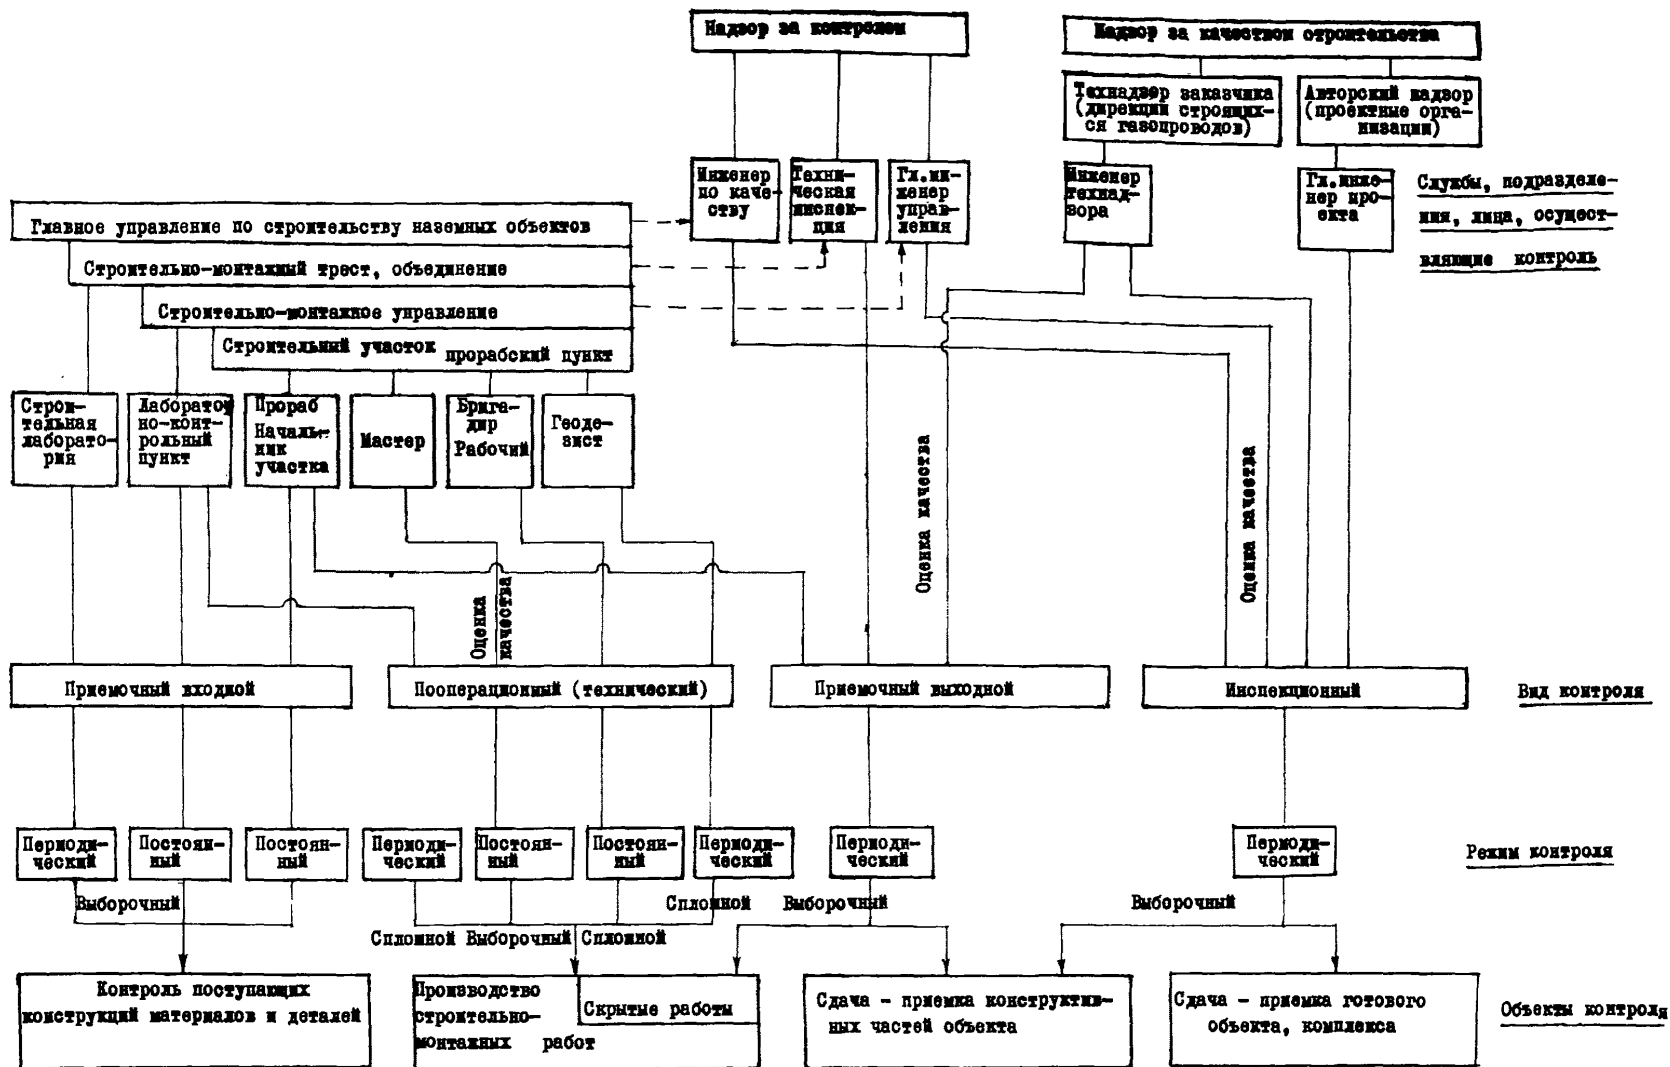 Надзор за контролем
Надзор за качеством строительства
Технадзор заказчика
(дирекции строящих-
ся газопроводов)
Авторский надзор
(проектные орга-
низации)
Инженер
по каче-
ству
Техни-
ческая
инспек-
ция
Гл.ин-
женер
управ-
ления
Инженер
технад-
зора
Гл.инже-
нер про-
екта
Службы, подразделе-
ния, лица, осущест-
вляющие контроль
Главное управление по строительству наземных объектов
Строительно-монтажный трест, объединение
Строительно-монтажное управление
Строительный участок
прорабский пункт
Строи-
тельная
лаборато-
рия
Лаборатор
но-конт-
рольный
пункт
Прораб
Началь-
ник
участка
Мастер
Брига-
дир
Рабочий
Геоде-
зист
Оценка качества
Оценка качества
Оценка
качества
Приемочный входной
Пооперационный (технический)
Приемочный выходной
Инспекционный
Вид контроля
Периоди-
ческий
Постоян-
ный
Постоян-
ный
Периоди-
ческий
Постоян-
ный
Постоян-
ный
Периоди-
ческий
Периоди-
ческий
Периоди-
ческий
Режим контроля
Выборочный
Сплошной
Выборочный
Выборочный
Сплошной Выборочный Сплошной
Контроль поступающих
конструкций материалов и деталей
Производство
строительно-
монтажных работ
Скрытые работы
Сдача - приемка конструктив-
ных частей объекта
Сдача - приемка готового
объекта, комплекса
Объекты контроля